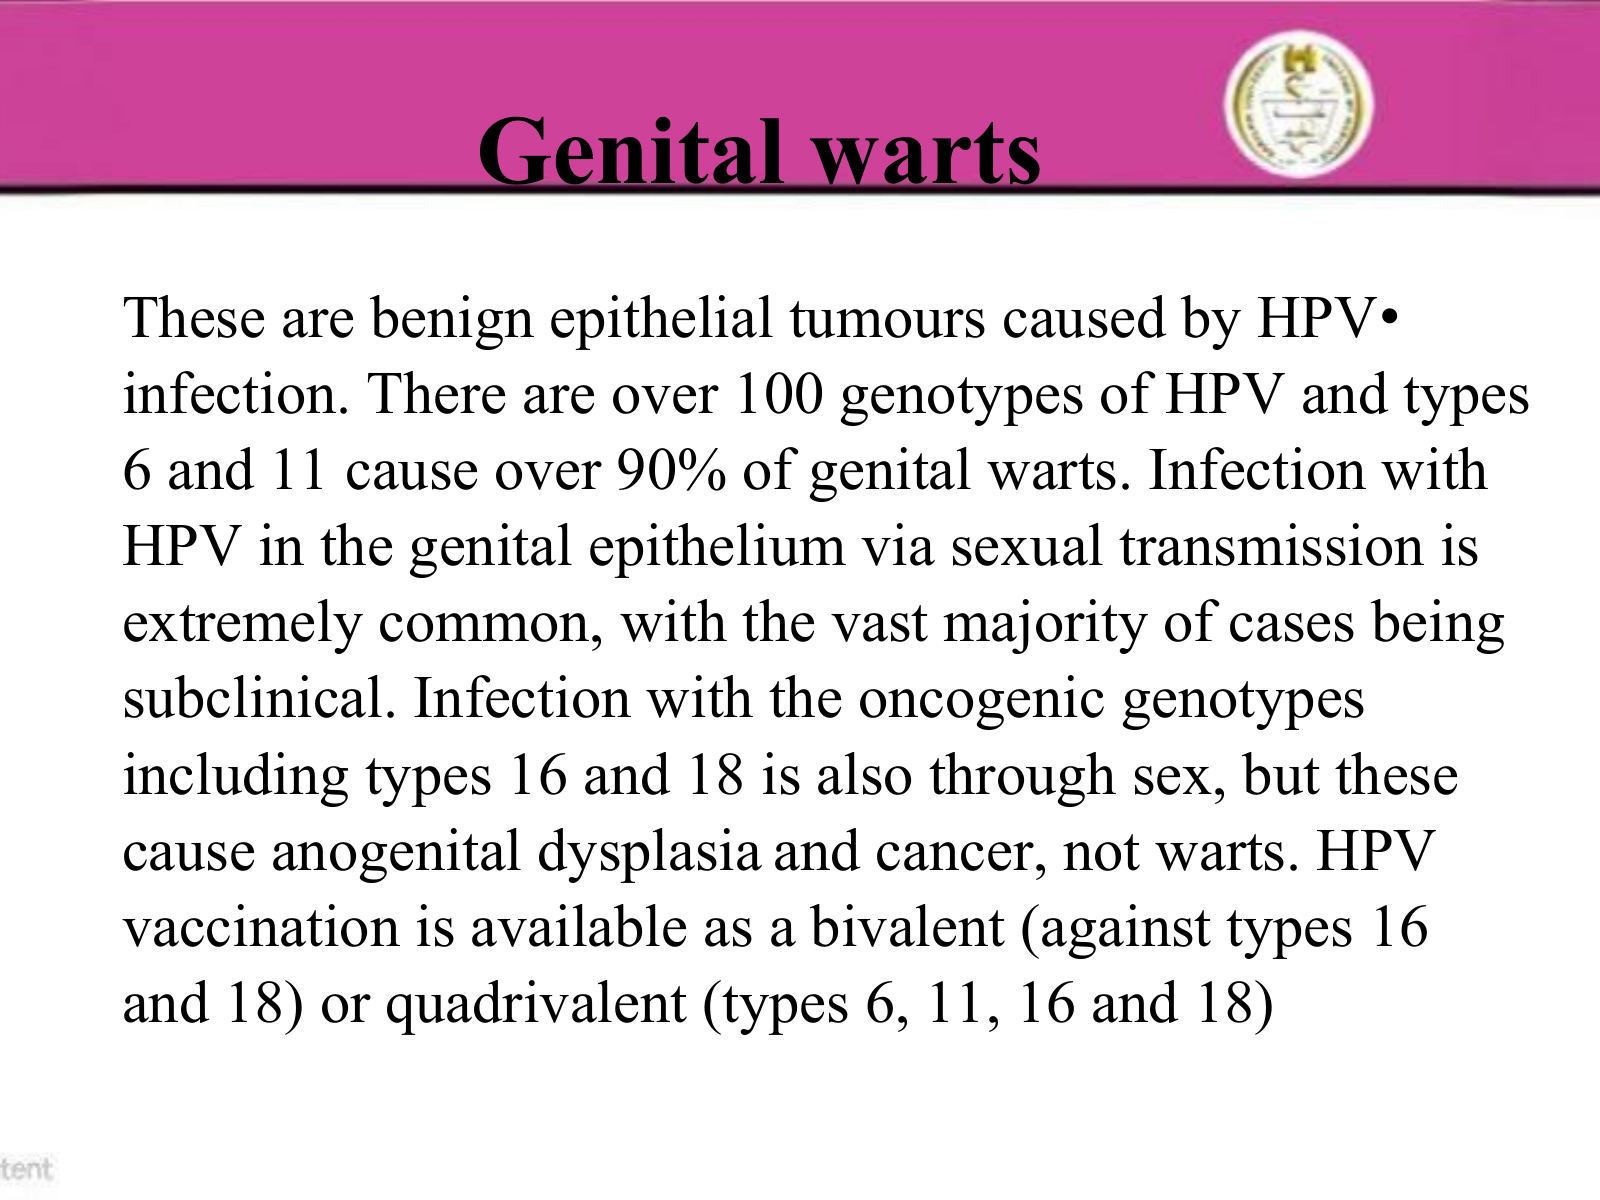 Genital warts
These are benign epithelial tumours caused by HPV•
infection. There are over 100 genotypes of HPV and types
6 and 11 cause over 90% of genital warts. Infection with
HPV in the genital epithelium via sexual transmission is
extremely common, with the vast majority of cases being
subclinical. Infection with the oncogenic genotypes
including types 16 and 18 is also through sex, but these
cause anogenital dysplasia and cancer, not warts. HPV
vaccination is available as a bivalent (against types 16
and 18) or quadrivalent (types 6, 11, 16 and 18)
tent